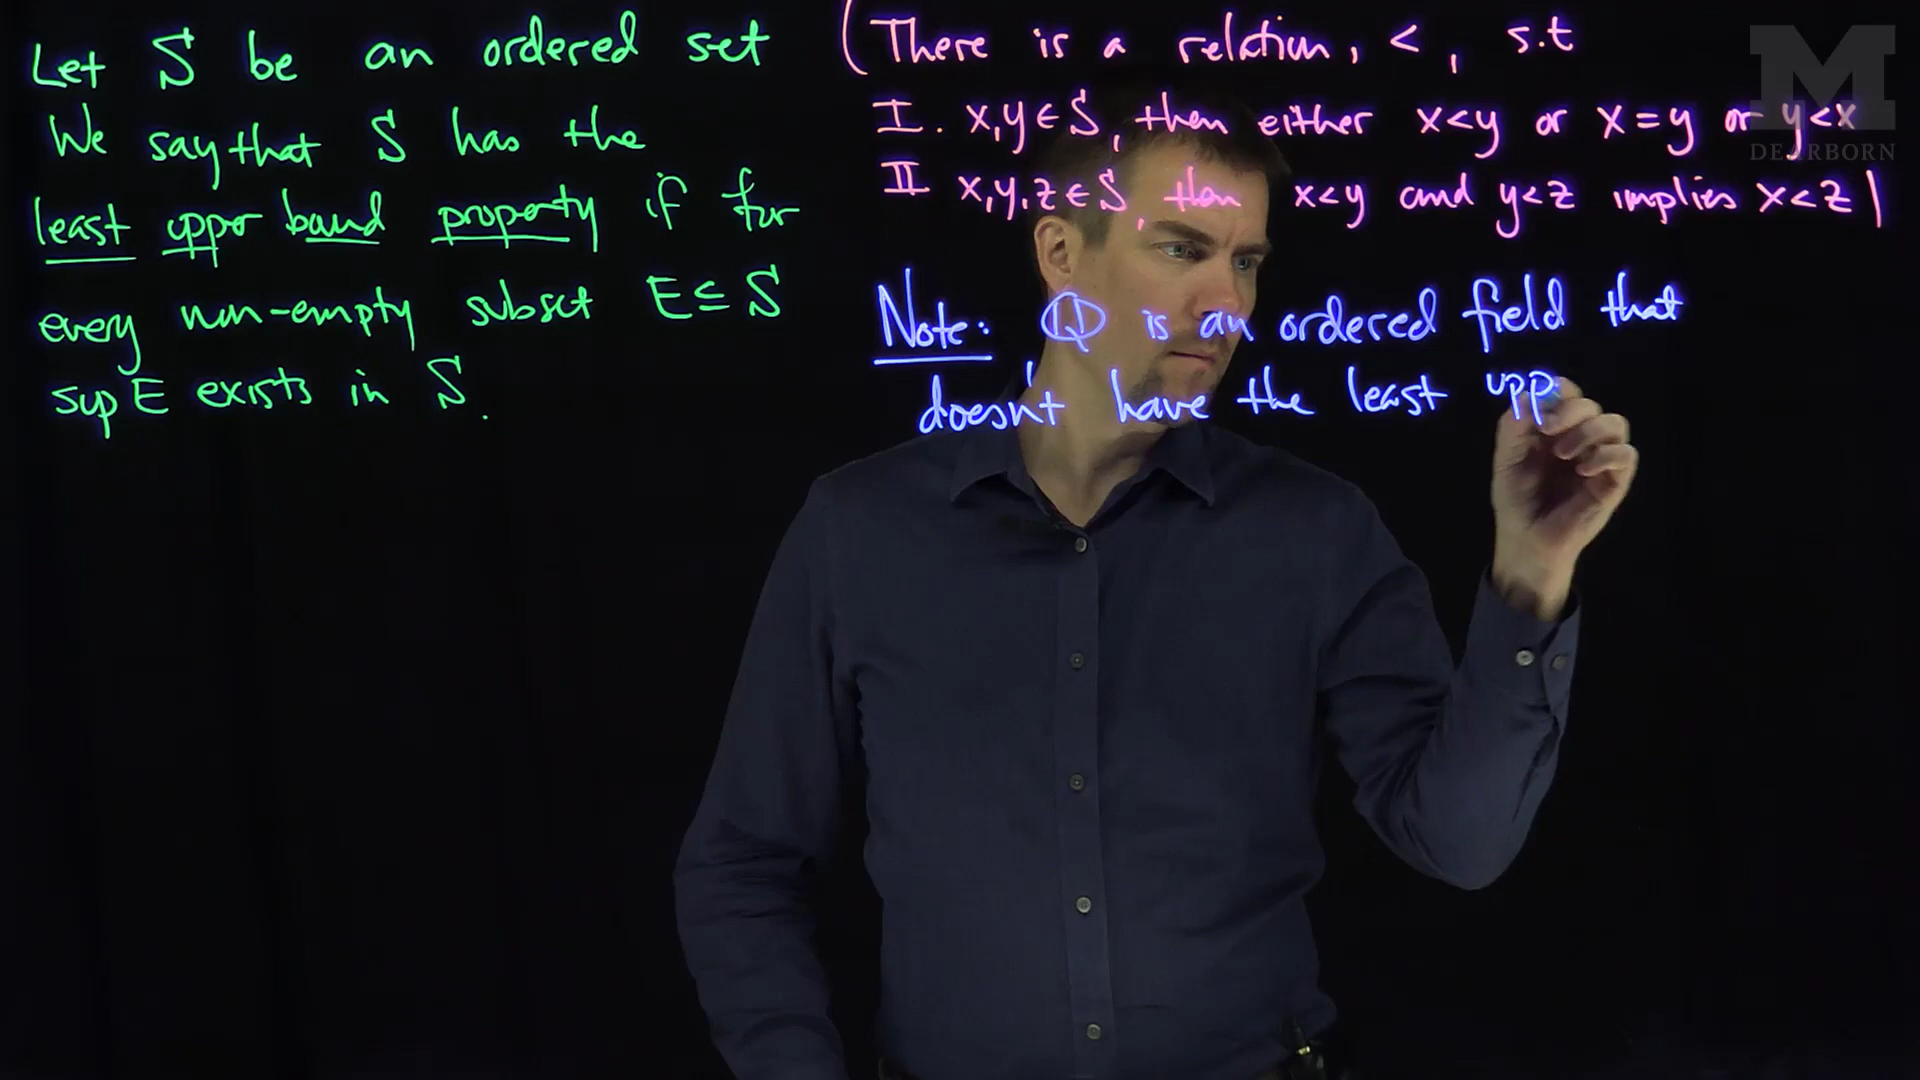 Let S be an ordered set
We say that S has the
least upper bound property if for
every non-empty subset E ⊆ S
sup E exists in S.
(There is a relation, <, s.t
I. x,y ∈ S, then either x<y or x=y or y<x
II x,y,z ∈ S, then x<y and y<z implies x<z)
Note: ℚ is an ordered field that
doesn't have the least upp
M
DEARBORN